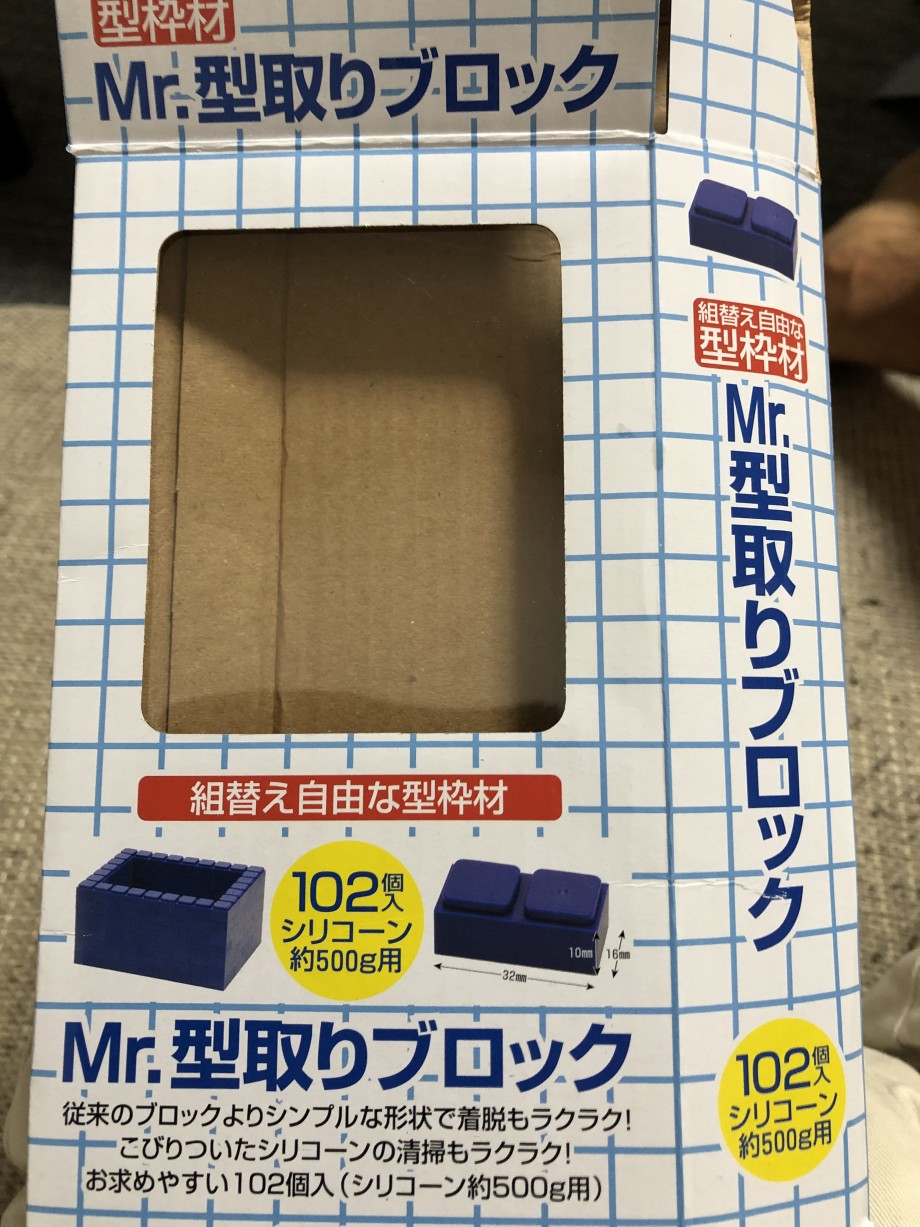 型枠材
Mr.型取りブロック
組替え自由な型枠材
102個入
シリコーン
約500g用
10mm
16mm
32mm
Mr.型取りブロック
従来のブロックよりシンプルな形状で着脱もラクラク!
こびりついたシリコーンの清掃もラクラク!
お求めやすい102個入(シリコーン約500g用)
組替え自由な
型枠材
Mr.型取りブロック
102個入
シリコーン
約500g用